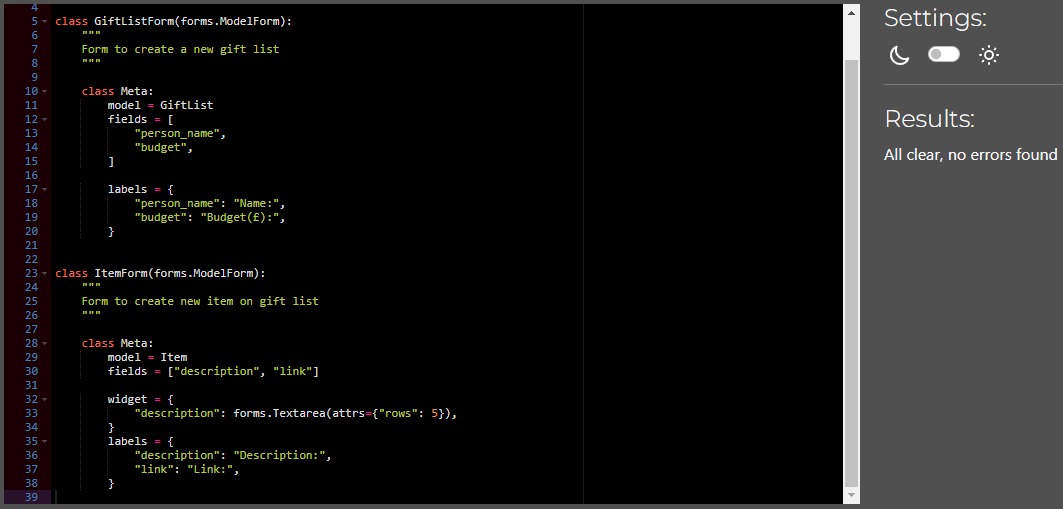 4
5 class GiftListForm(forms.ModelForm):
6     """
7     Form to create a new gift list
8     """
9
10     class Meta:
11         model = GiftList
12         fields = [
13             "person_name",
14             "budget",
15         ]
16
17         labels = {
18             "person_name": "Name:",
19             "budget": "Budget(£):",
20         }
21
22
23 class ItemForm(forms.ModelForm):
24     """
25     Form to create new item on gift list
26     """
27
28     class Meta:
29         model = Item
30         fields = ["description", "link"]
31
32         widget = {
33             "description": forms.Textarea(attrs={"rows": 5}),
34         }
35         labels = {
36             "description": "Description:",
37             "link": "Link:",
38         }
39
Settings:
Results:
All clear, no errors found